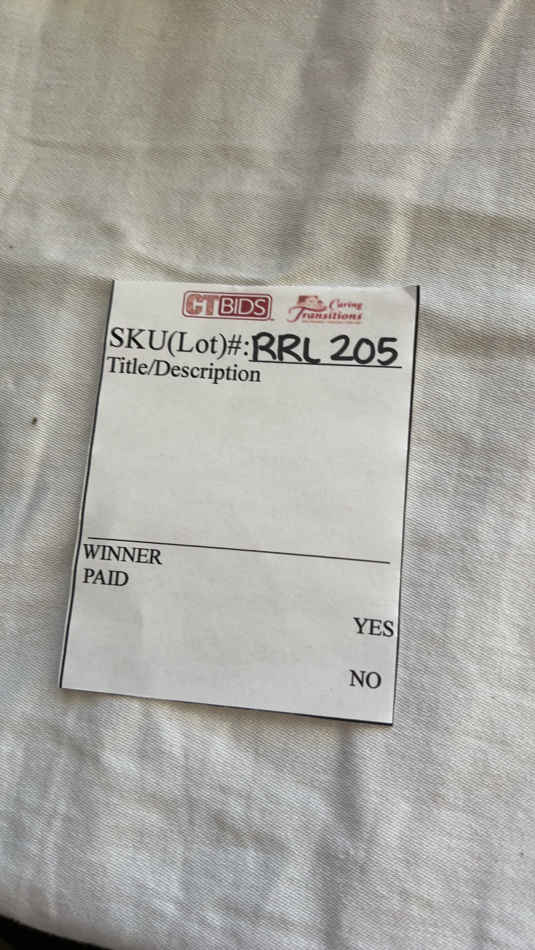 CTBIDS
Caring
Transitions
SKU(Lot)#: RRL 205
Title/Description
WINNER
PAID
YES
NO